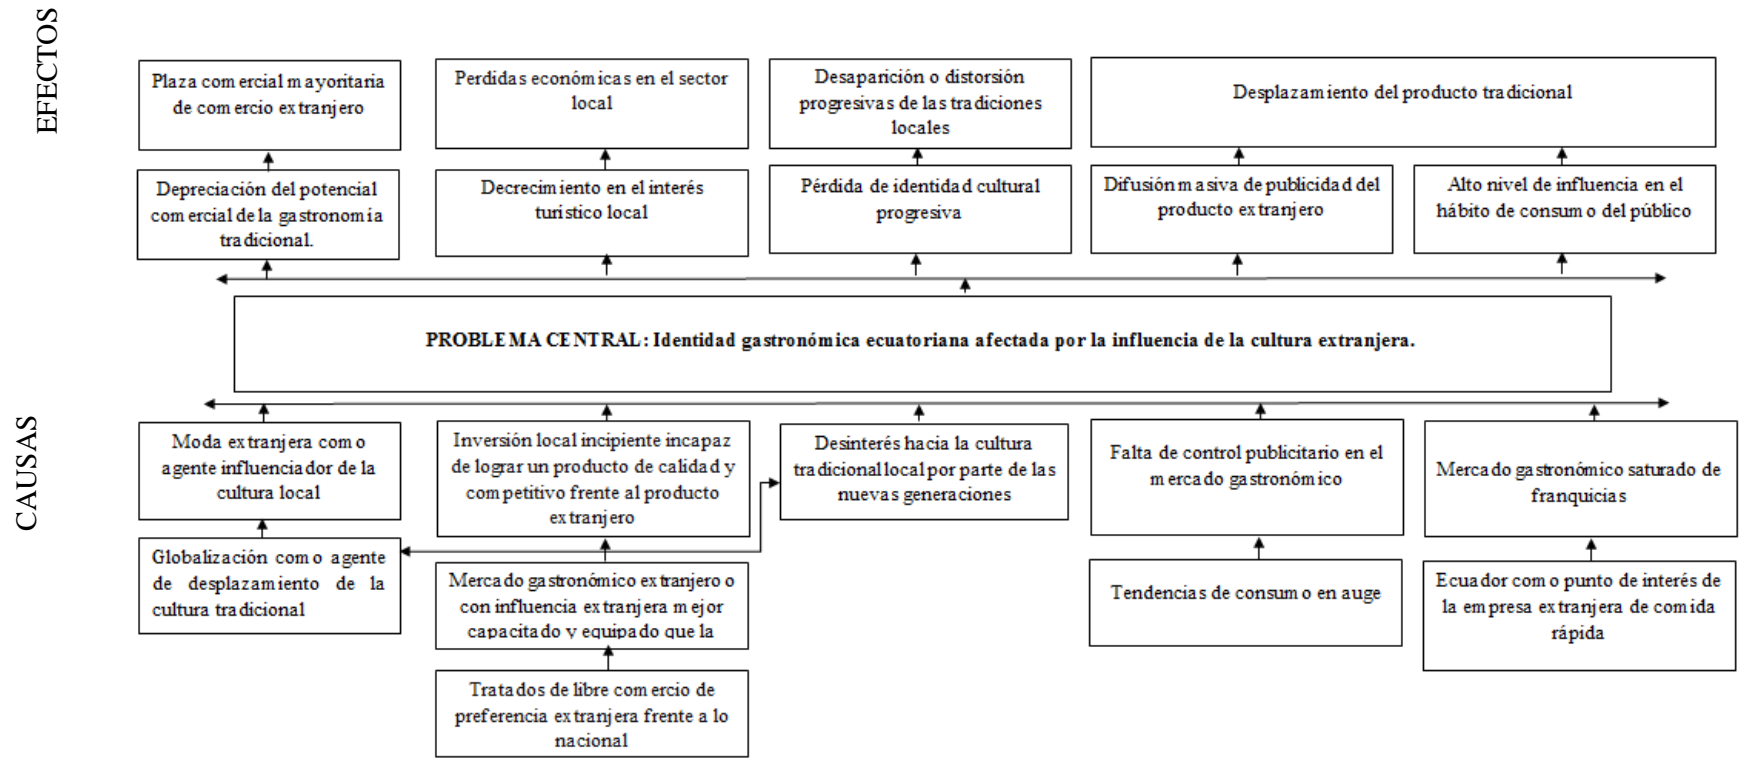 EFECTOS
Plaza comercial mayoritaria
de comercio extranjero
Perdidas económicas en el sector
local
Desaparición o distorsión
progresivas de las tradiciones
locales
Desplazamiento del producto tradicional
Depreciación del potencial
comercial de la gastronomía
tradicional.
Decrecimiento en el interés
turístico local
Pérdida de identidad cultural
progresiva
Difusión masiva de publicidad del
producto extranjero
Alto nivel de influencia en el
hábito de consumo del público
PROBLEMA CENTRAL: Identidad gastronómica ecuatoriana afectada por la influencia de la cultura extranjera.
CAUSAS
Moda extranjera como
agente influenciador de la
cultura local
Inversión local incipiente incapaz
de lograr un producto de calidad y
competitivo frente al producto
extranjero
Desinterés hacia la cultura
tradicional local por parte de las
nuevas generaciones
Falta de control publicitario en el
mercado gastronómico
Mercado gastronómico saturado de
franquicias
Globalización como agente
de desplazamiento de la
cultura tradicional
Mercado gastronómico extranjero o
con influencia extranjera mejor
capacitado y equipado que la
Tendencias de consumo en auge
Ecuador como punto de interés de
la empresa extranjera de comida
rápida
Tratados de libre comercio de
preferencia extranjera frente a lo
nacional